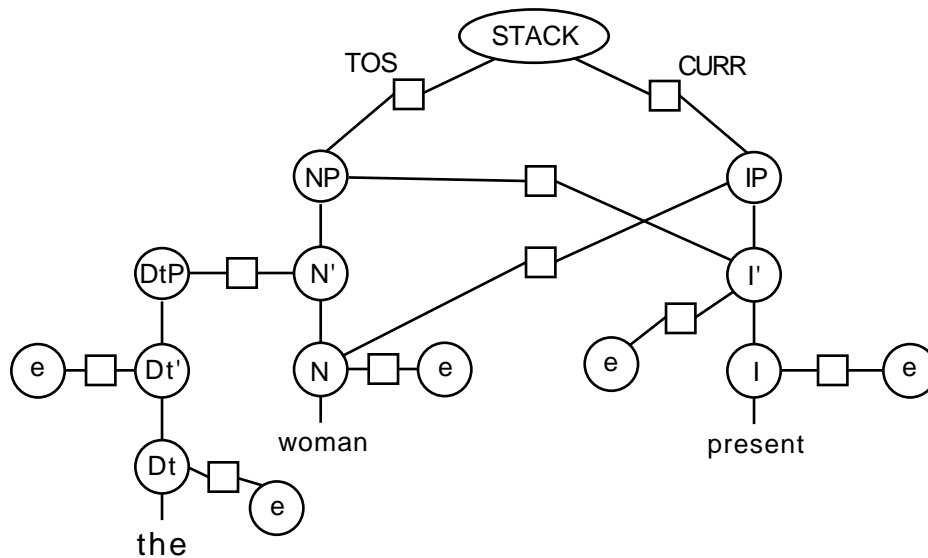 STACK
TOS
CURR
NP
IP
DtP
N'
I'
e
Dt'
N
e
e
I
e
woman
present
Dt
e
the